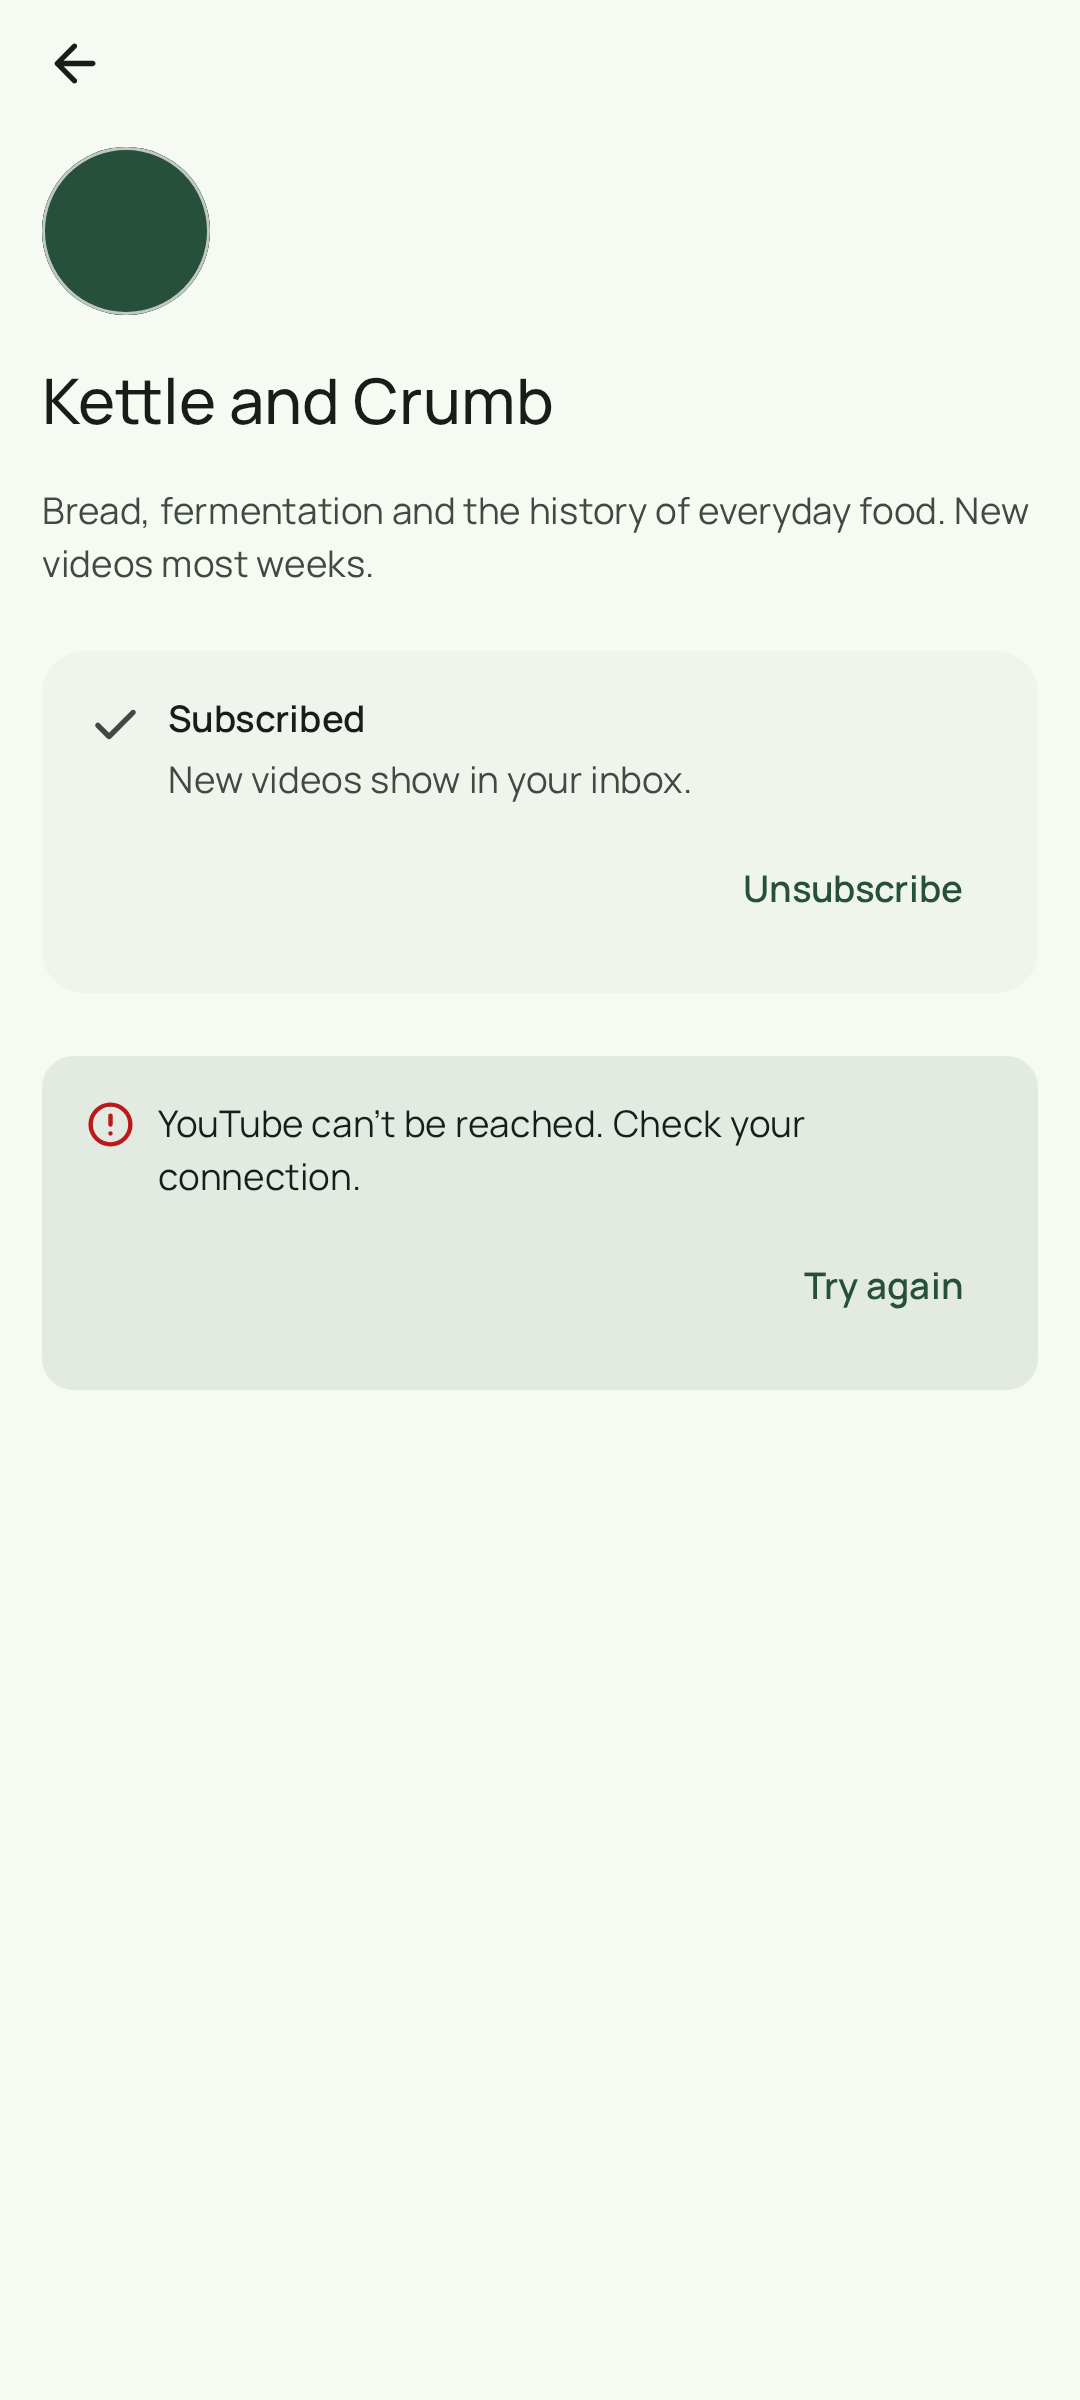 Kettle and Crumb
Bread, fermentation and the history of everyday food. New
videos most weeks.
Subscribed
New videos show in your inbox.
Unsubscribe
YouTube can’t be reached. Check your
connection.
Try again